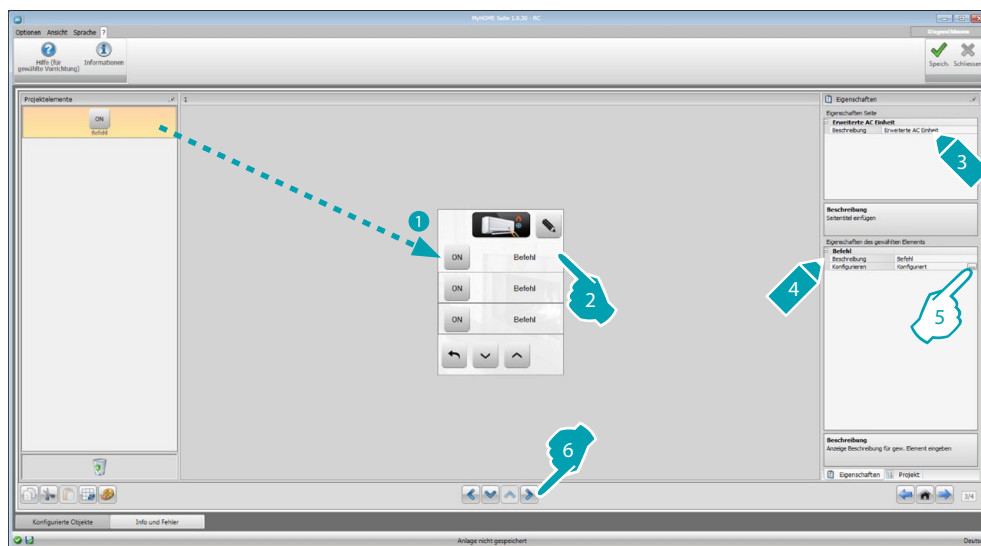 MyHOME Suite 1.0.30 - RC
Optionen Ansicht Sprache ?
Eingeschlossen
Hilfe (für gewählte Vorrichtung)
Informationen
Speich. Schliessen
Projektelemente
1
Eigenschaften
ON
Befehl
Eigenschaften Seite
Erweiterte AC Einheit
Beschreibung Erweiterte AC Einheit
3
Beschreibung
Seitentitel einfügen
1
ON Befehl
2
ON Befehl
ON Befehl
Eigenschaften des gewählten Elements
Befehl
Beschreibung Befehl
Konfigurieren Konfiguriert
4
5
6
Beschreibung
Anzeige Beschreibung für gew. Element eingeben
Eigenschaften Projekt
3/4
Konfigurierte Objekte Info und Fehler
Anlage nicht gespeichert